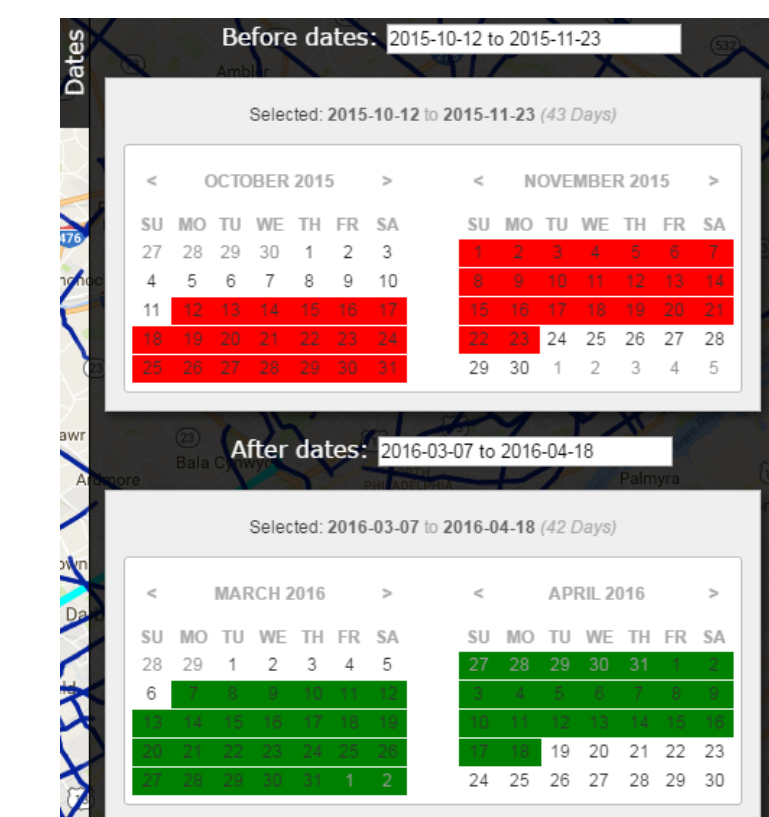 Dates
Before dates: 2015-10-12 to 2015-11-23
532
73
Ambler
Selected: 2015-10-12 to 2015-11-23 (43 Days)
< OCTOBER 2015 > < NOVEMBER 2015 >
SU MO TU WE TH FR SA SU MO TU WE TH FR SA
27 28 29 30 1 2 3 1 2 3 4 5 6 7
476
4 5 6 7 8 9 10 8 9 10 11 12 13 14
11 12 13 14 15 16 17 15 16 17 18 19 20 21
18 19 20 21 22 23 24 22 23 24 25 26 27 28
25 26 27 28 29 30 31 29 30 1 2 3 4 5
23
After dates: 2016-03-07 to 2016-04-18
23
Bala Cynwyd
Ardmore
PHILADELPHIA
Palmyra
Selected: 2016-03-07 to 2016-04-18 (42 Days)
< MARCH 2016 > < APRIL 2016 >
SU MO TU WE TH FR SA SU MO TU WE TH FR SA
28 29 1 2 3 4 5 27 28 29 30 31 1 2
6 7 8 9 10 11 12 3 4 5 6 7 8 9
13 14 15 16 17 18 19 10 11 12 13 14 15 16
20 21 22 23 24 25 26 17 18 19 20 21 22 23
27 28 29 30 31 1 2 24 25 26 27 28 29 30